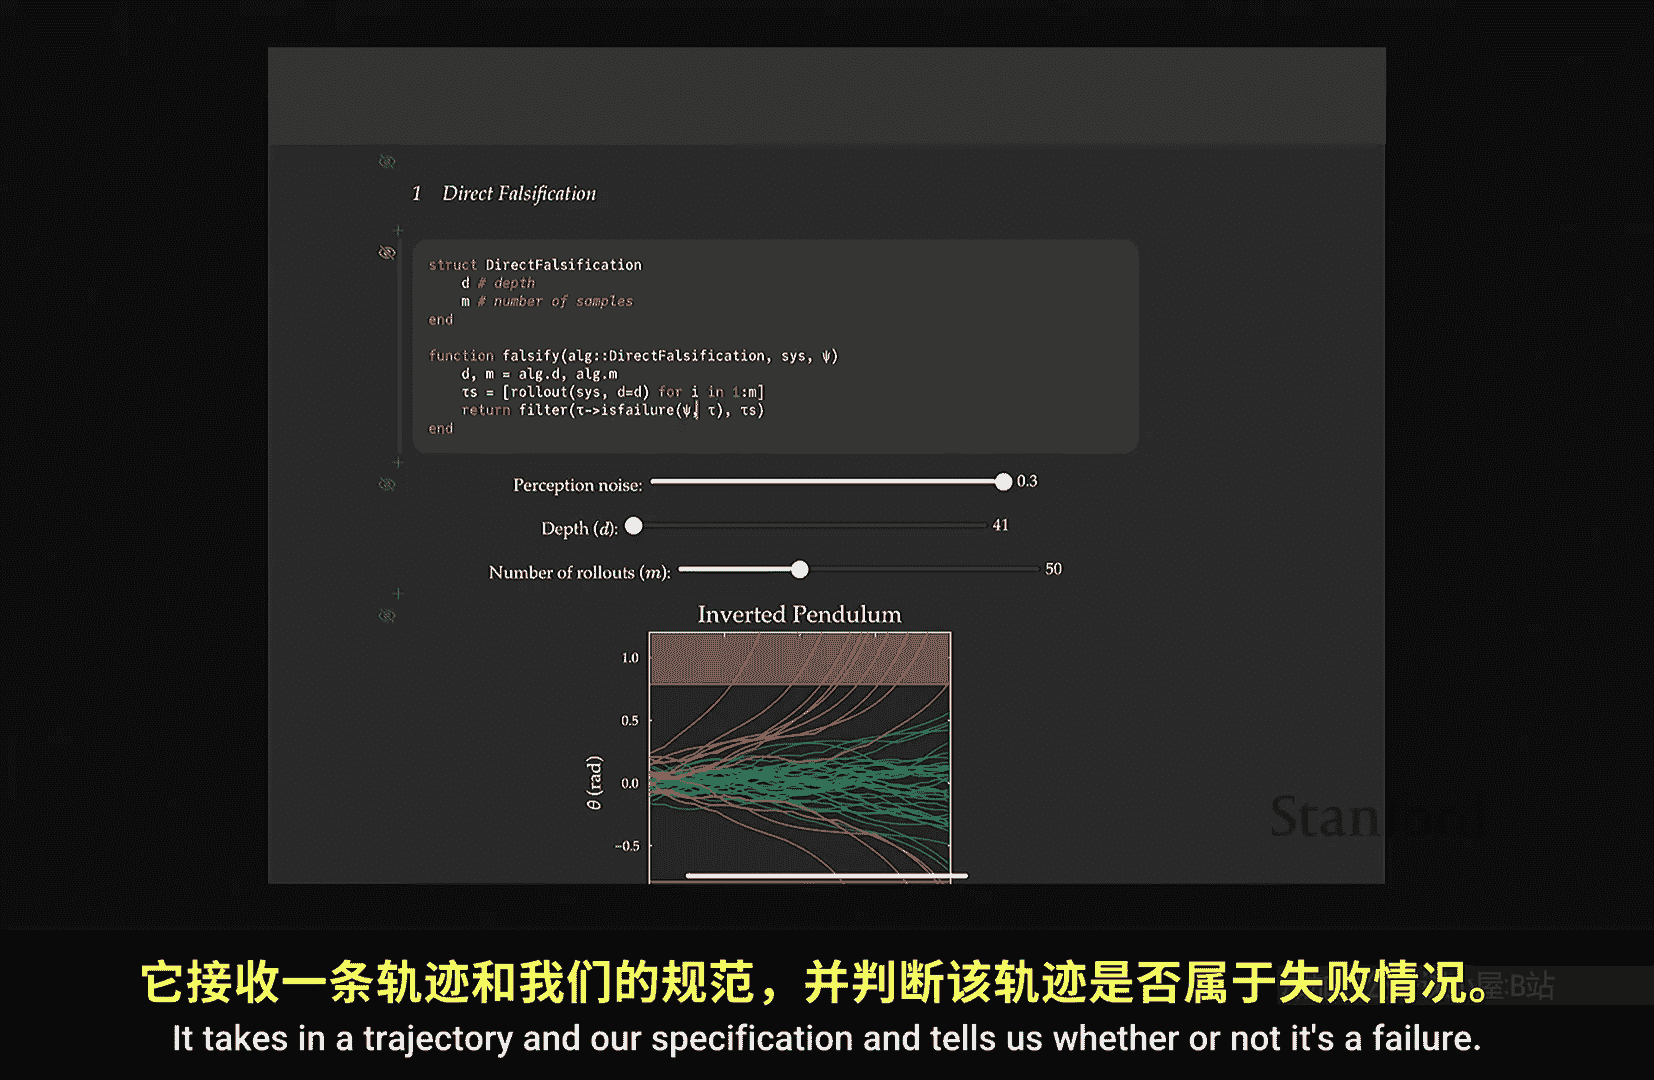 1 Direct Falsification
struct DirectFalsification
d # depth
m # number of samples
end
function falsify(alg::DirectFalsification, sys, ψ)
d, m = alg.d, alg.m
τs = [rollout(sys, d=d) for i in 1:m]
return filter(τ->isfailure(ψ, τ), τs)
end
Perception noise: 0.3
Depth (d): 41
Number of rollouts (m): 50
Inverted Pendulum
1.0
0.5
θ (rad)
0.0
−0.5
Stanford
它接收一条轨迹和我们的规范，并判断该轨迹是否属于失败情况。
屋:B站
It takes in a trajectory and our specification and tells us whether or not it's a failure.